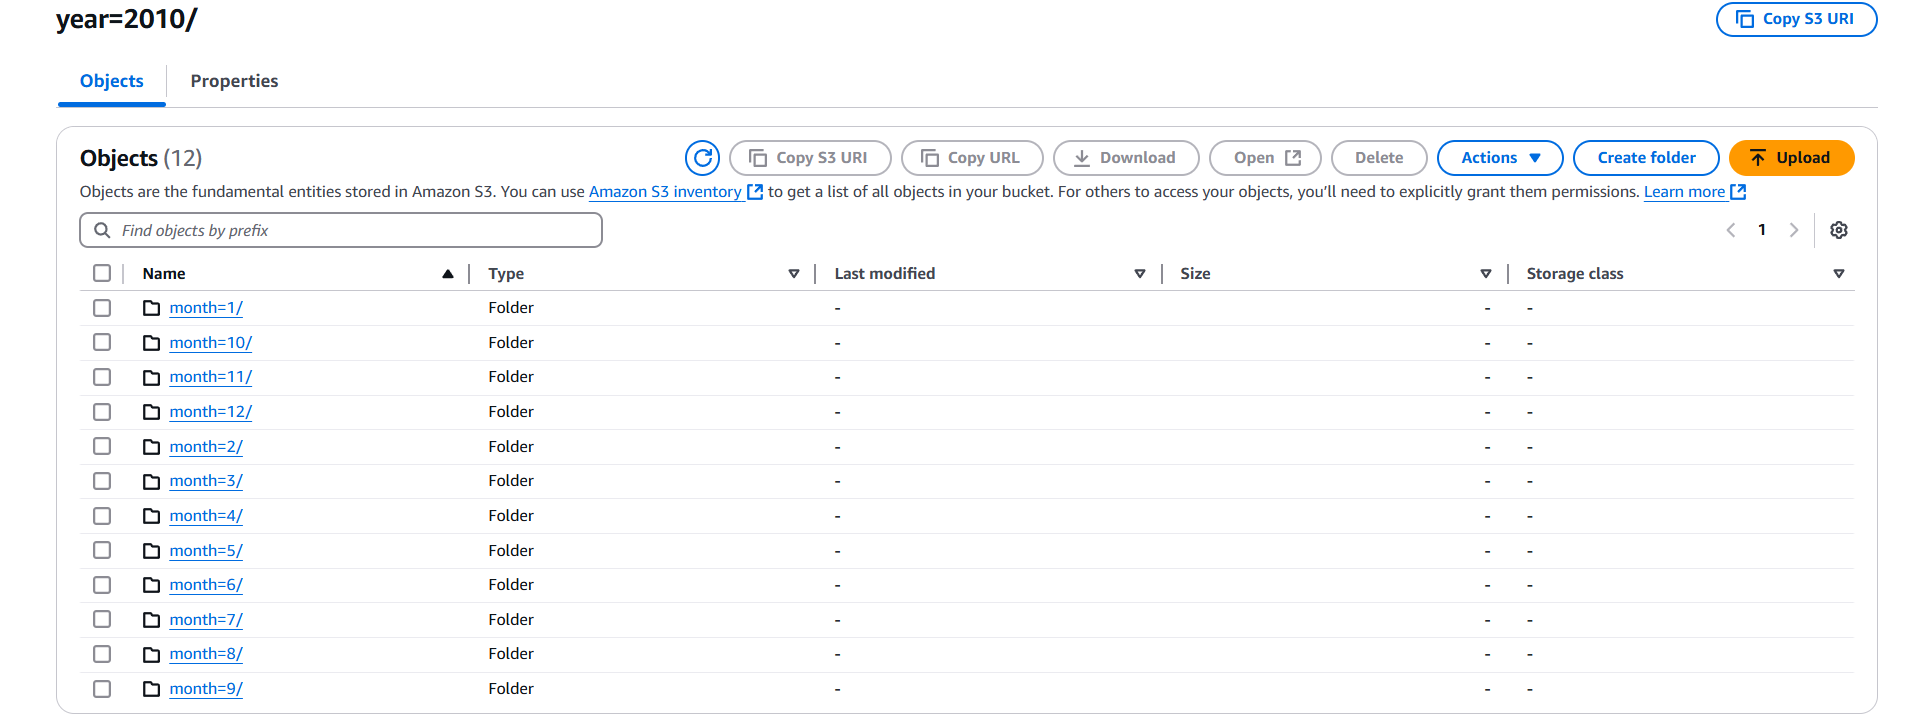 year=2010/
Copy S3 URI
Objects
Properties
Objects (12)
Copy S3 URI
Copy URL
Download
Open
Delete
Actions
Create folder
Upload
Objects are the fundamental entities stored in Amazon S3. You can use Amazon S3 inventory to get a list of all objects in your bucket. For others to access your objects, you’ll need to explicitly grant them permissions. Learn more
Find objects by prefix
1
Name Type Last modified Size Storage class
month=1/ Folder - - -
month=10/ Folder - - -
month=11/ Folder - - -
month=12/ Folder - - -
month=2/ Folder - - -
month=3/ Folder - - -
month=4/ Folder - - -
month=5/ Folder - - -
month=6/ Folder - - -
month=7/ Folder - - -
month=8/ Folder - - -
month=9/ Folder - - -